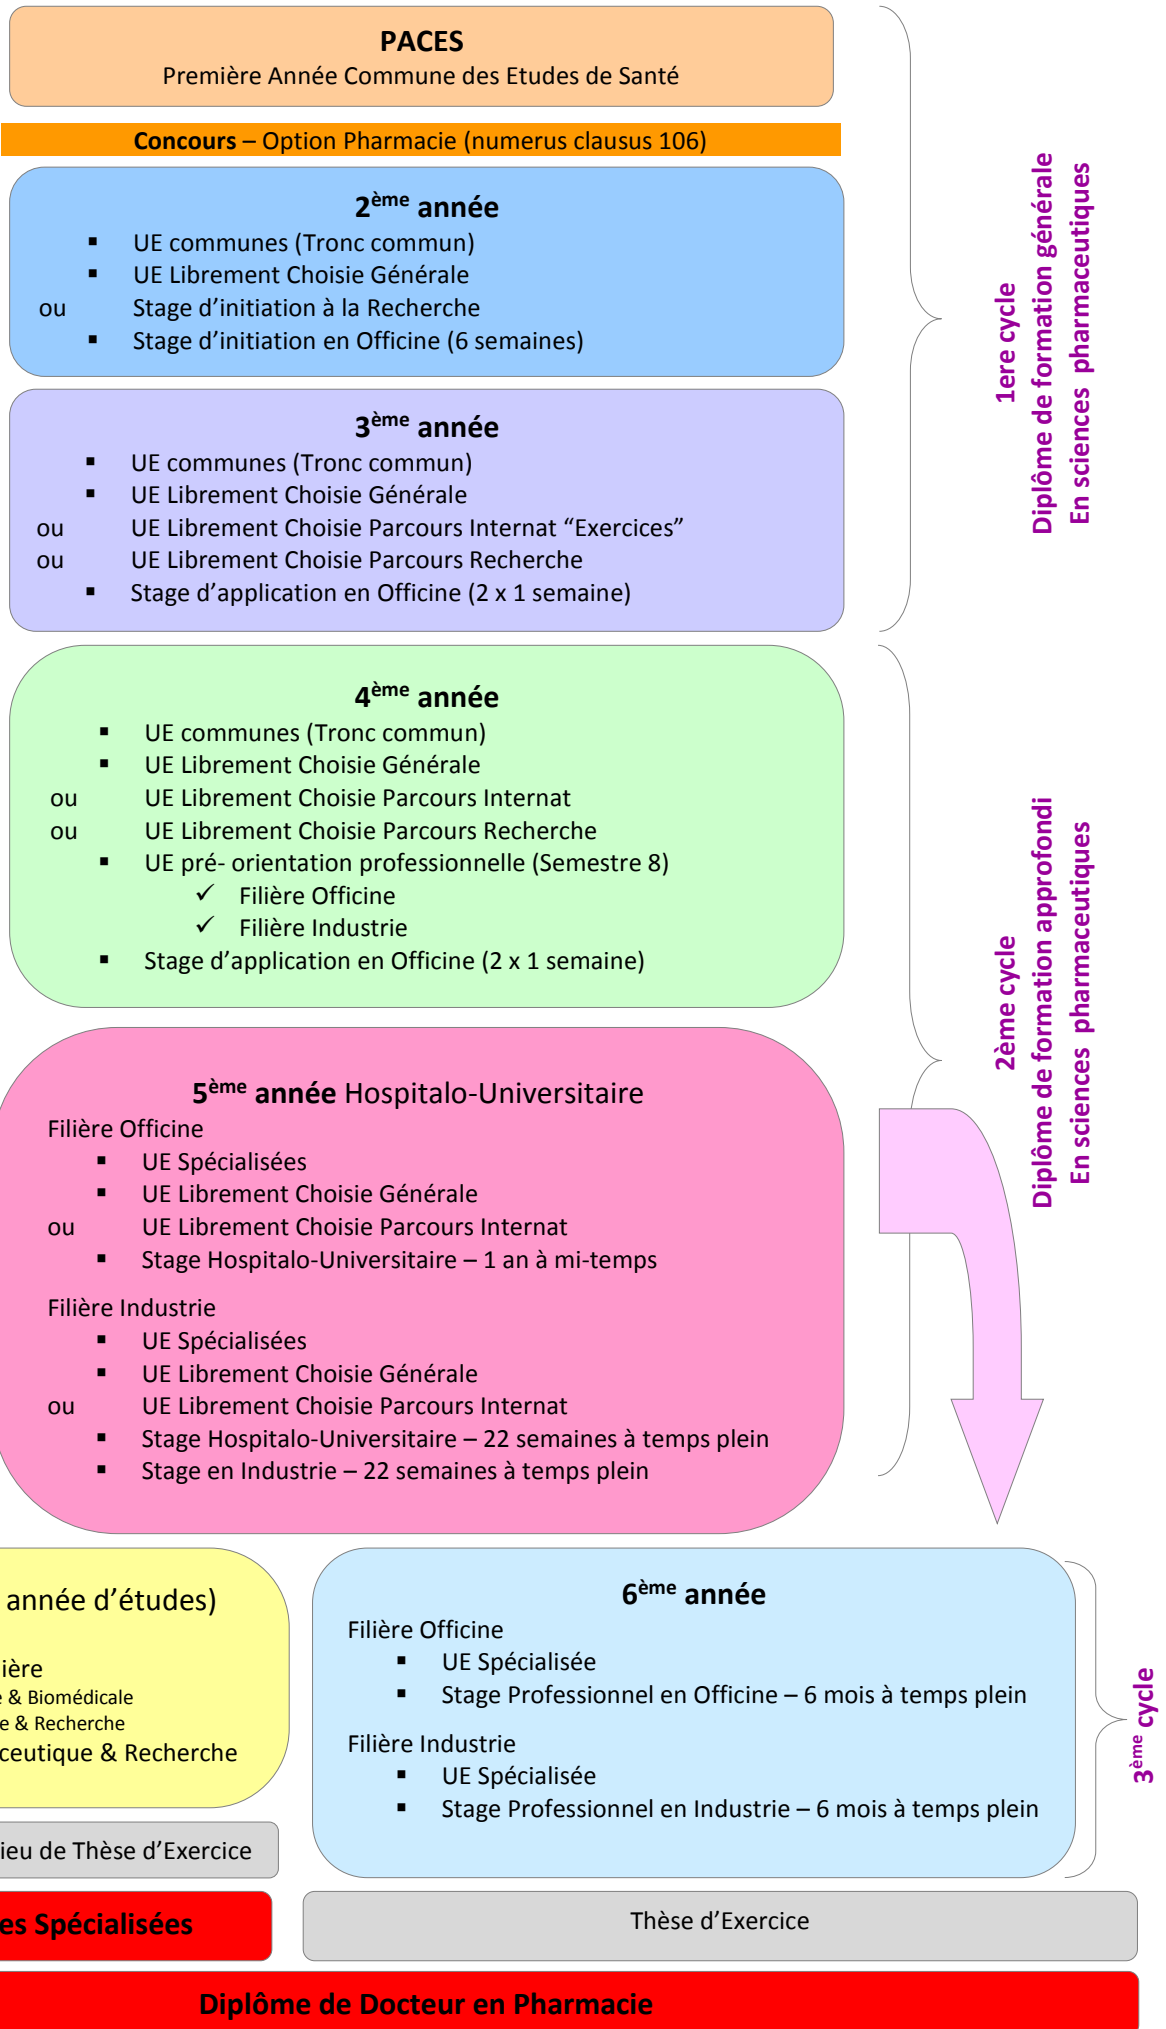 PACES
Première Année Commune des Etudes de Santé
Concours – Option Pharmacie (numerus clausus 106)
2ème année
▪ UE communes (Tronc commun)
▪ UE Librement Choisie Générale
ou Stage d’initiation à la Recherche
▪ Stage d’initiation en Officine (6 semaines)
3ème année
▪ UE communes (Tronc commun)
▪ UE Librement Choisie Générale
ou UE Librement Choisie Parcours Internat “Exercices”
ou UE Librement Choisie Parcours Recherche
▪ Stage d’application en Officine (2 x 1 semaine)
1ere cycle
Diplôme de formation générale
En sciences pharmaceutiques
4ème année
▪ UE communes (Tronc commun)
▪ UE Librement Choisie Générale
ou UE Librement Choisie Parcours Internat
ou UE Librement Choisie Parcours Recherche
▪ UE pré- orientation professionnelle (Semestre 8)
✓ Filière Officine
✓ Filière Industrie
▪ Stage d’application en Officine (2 x 1 semaine)
5ème année Hospitalo-Universitaire
Filière Officine
▪ UE Spécialisées
▪ UE Librement Choisie Générale
ou UE Librement Choisie Parcours Internat
▪ Stage Hospitalo-Universitaire – 1 an à mi-temps
Filière Industrie
▪ UE Spécialisées
▪ UE Librement Choisie Générale
ou UE Librement Choisie Parcours Internat
▪ Stage Hospitalo-Universitaire – 22 semaines à temps plein
▪ Stage en Industrie – 22 semaines à temps plein
2ème cycle
Diplôme de formation approfondi
En sciences pharmaceutiques
année d’études)
lière
e & Biomédicale
e & Recherche
ceutique & Recherche
ieu de Thèse d’Exercice
es Spécialisées
6ème année
Filière Officine
▪ UE Spécialisée
▪ Stage Professionnel en Officine – 6 mois à temps plein
Filière Industrie
▪ UE Spécialisée
▪ Stage Professionnel en Industrie – 6 mois à temps plein
3ème cycle
Thèse d’Exercice
Diplôme de Docteur en Pharmacie